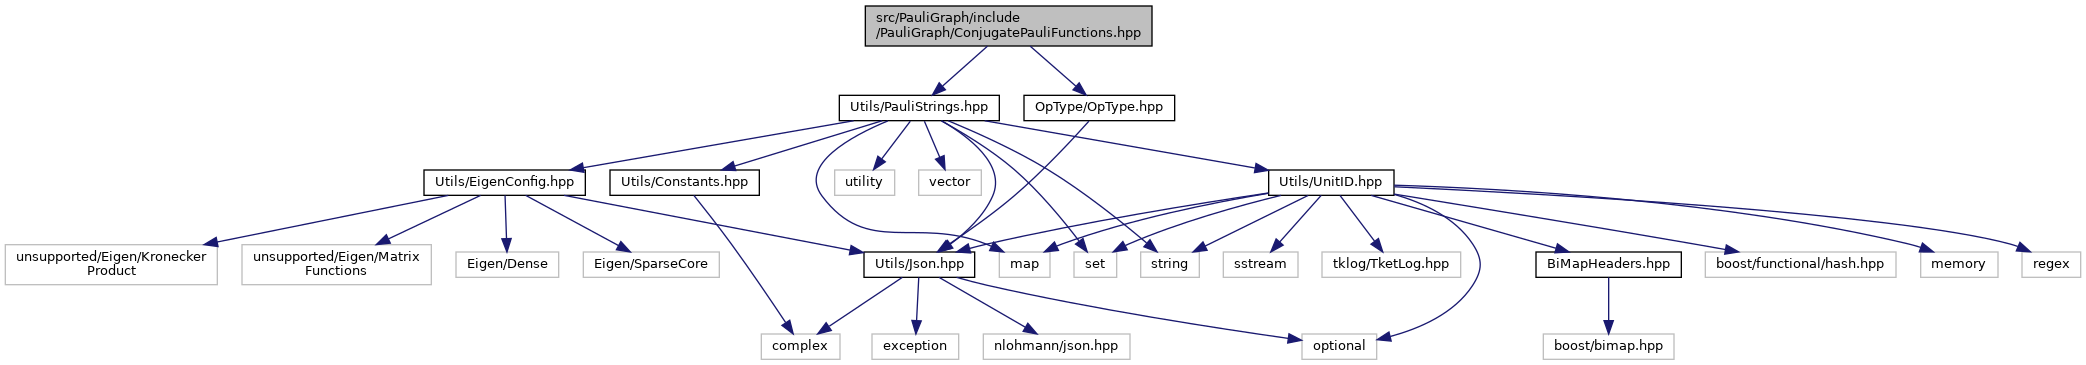 src/PauliGraph/include
/PauliGraph/ConjugatePauliFunctions.hpp
Utils/PauliStrings.hpp
OpType/OpType.hpp
Utils/EigenConfig.hpp
Utils/Constants.hpp
utility
vector
Utils/UnitID.hpp
unsupported/Eigen/Kronecker
Product
unsupported/Eigen/Matrix
Functions
Eigen/Dense
Eigen/SparseCore
Utils/Json.hpp
map
set
string
sstream
tklog/TketLog.hpp
BiMapHeaders.hpp
boost/functional/hash.hpp
memory
regex
complex
exception
nlohmann/json.hpp
optional
boost/bimap.hpp